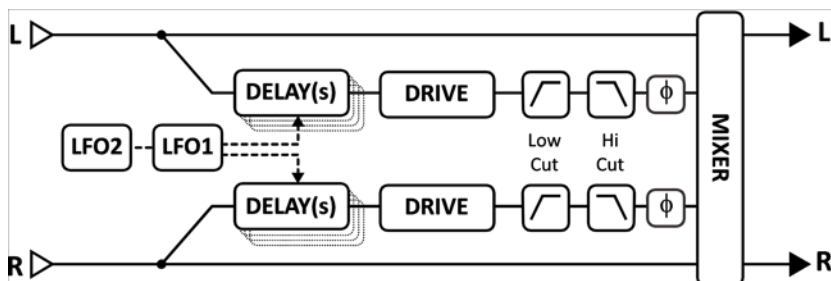 L
L
DELAY(s)
DRIVE
ϕ
Low
Cut
Hi
Cut
LFO2
LFO1
MIXER
DELAY(s)
DRIVE
ϕ
R
R